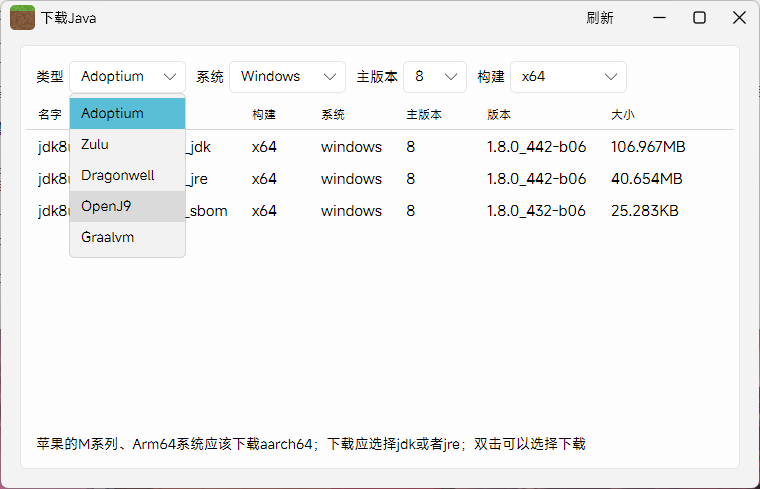 下载Java 刷新
类型 Adoptium 系统 Windows 主版本 8 构建 x64
名字 构建 系统 主版本 版本 大小
Adoptium
jdk8 _jdk x64 windows 8 1.8.0_442-b06 106.967MB
Zulu
jdk8 _jre x64 windows 8 1.8.0_442-b06 40.654MB
Dragonwell
jdk8 _sbom x64 windows 8 1.8.0_432-b06 25.283KB
OpenJ9
Graalvm
苹果的M系列、Arm64系统应该下载aarch64；下载应选择jdk或者jre；双击可以选择下载